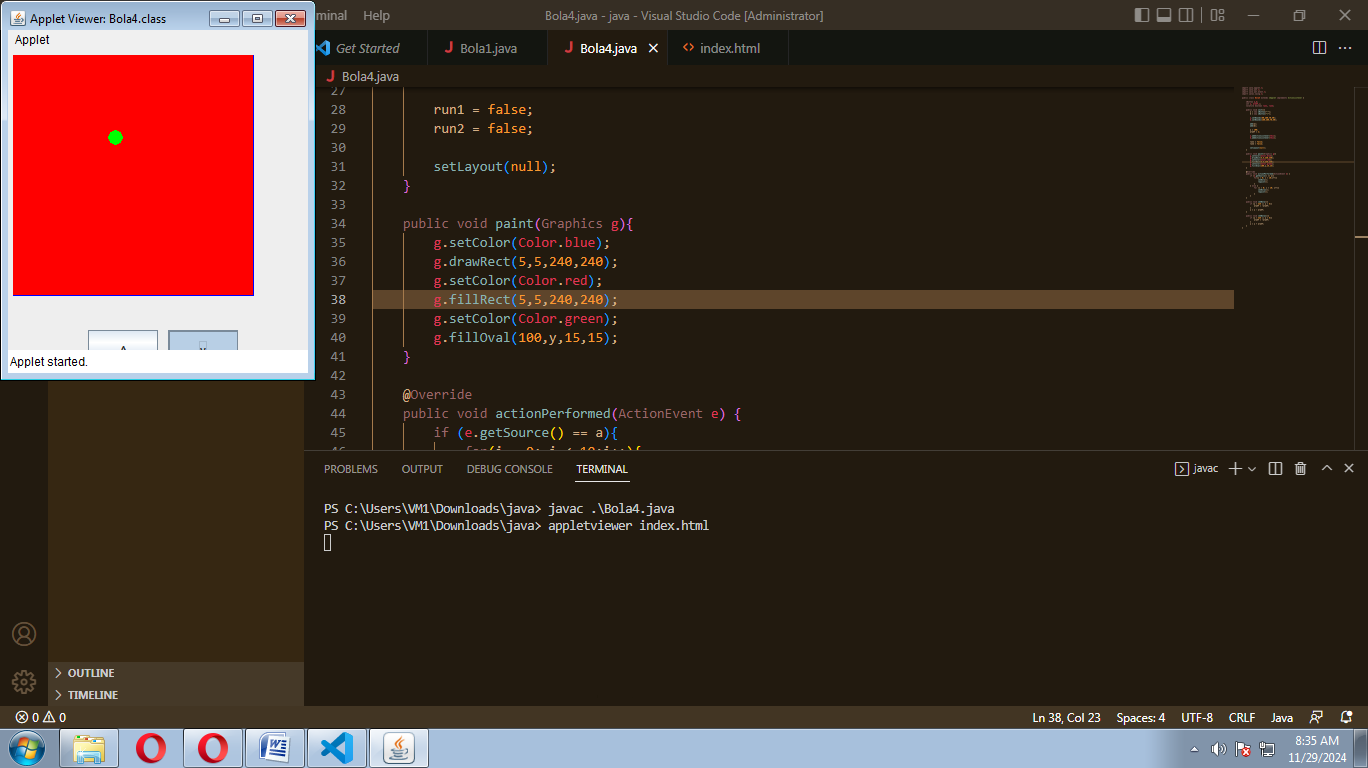 Applet Viewer: Bola4.class
Applet
Applet started.
minal Help
Bola4.java - java - Visual Studio Code [Administrator]
Get Started
J Bola1.java
J Bola4.java
<> index.html
J Bola4.java
27
28 run1 = false;
29 run2 = false;
30
31 setLayout(null);
32 }
33
34 public void paint(Graphics g){
35 g.setColor(Color.blue);
36 g.drawRect(5,5,240,240);
37 g.setColor(Color.red);
38 g.fillRect(5,5,240,240);
39 g.setColor(Color.green);
40 g.fillOval(100,y,15,15);
41 }
42
43 @Override
44 public void actionPerformed(ActionEvent e) {
45 if (e.getSource() == a){
PROBLEMS OUTPUT DEBUG CONSOLE TERMINAL
javac
PS C:\Users\VM1\Downloads\java> javac .\Bola4.java
PS C:\Users\VM1\Downloads\java> appletviewer index.html
OUTLINE
TIMELINE
0 0
Ln 38, Col 23 Spaces: 4 UTF-8 CRLF Java
8:35 AM
11/29/2024